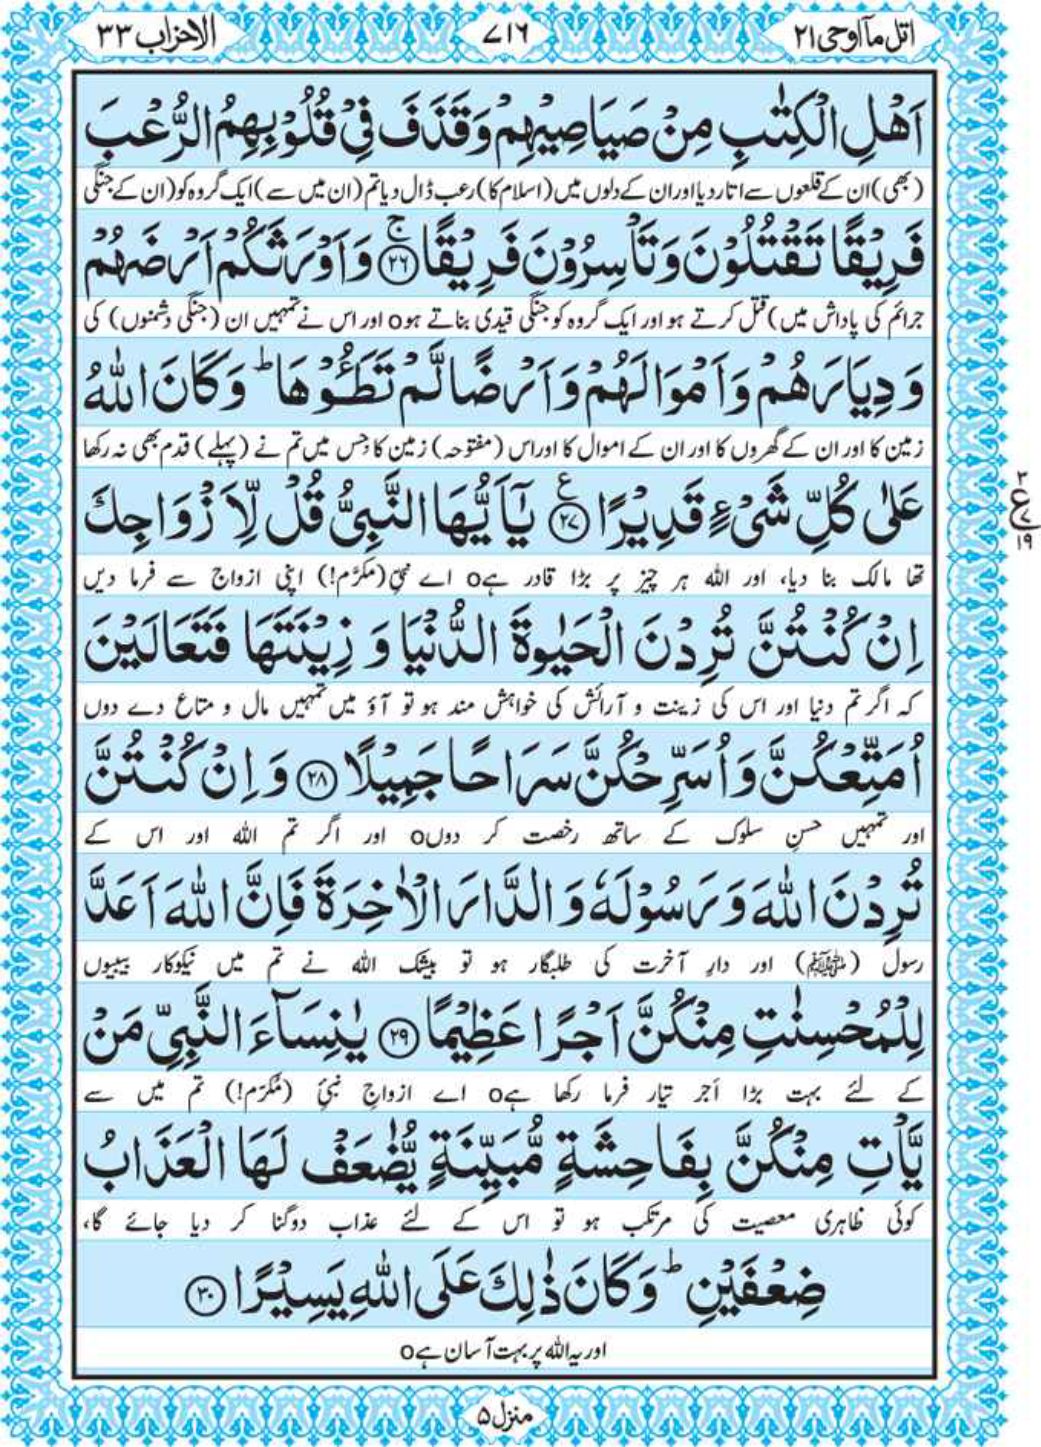 اتل مآ اوحی ۲۱
۷۱۶
الاحزاب ۳۳
اَهْلِ الْكِتٰبِ مِنْ صَیَاصِیْهِمْ وَقَذَفَ فِیْ قُلُوْبِهِمُ الرُّعْبَ
(بھی) ان کے قلعوں سے اتار دیا اور ان کے دلوں میں (اسلام کا) رعب ڈال دیا تم (ان میں سے) ایک گروہ کو (ان کے جنگی
فَرِیْقًا تَقْتُلُوْنَ وَتَاْسِرُوْنَ فَرِیْقًا ۚ ﴿۲۶﴾ وَاَوْرَثَكُمْ اَرْضَهُمْ
جرائم کی پاداش میں) قتل کرتے ہو اور ایک گروہ کو جنگی قیدی بناتے ہوo اور اس نے تمہیں ان (جنگی دشمنوں) کی
وَدِیَارَهُمْ وَاَمْوَالَهُمْ وَاَرْضًا لَّمْ تَطَـُٔوْهَا ؕ وَكَانَ اللّٰهُ
زمین کا اور ان کے گھروں کا اور ان کے اموال کا اور اس (مفتوحہ) زمین کا جس میں تم نے (پہلے) قدم بھی نہ رکھا
عَلٰی كُلِّ شَیْءٍ قَدِیْرًا ﴿۲۷﴾ ع یٰۤاَیُّهَا النَّبِیُّ قُلْ لِّاَزْوَاجِكَ
۳
ع
۷
۱۹
تھا مالک بنا دیا، اور اللہ ہر چیز پر بڑا قادر ہےo اے نبیِّ (مکرَّم!) اپنی ازواج سے فرما دیں
اِنْ كُنْتُنَّ تُرِدْنَ الْحَیٰوةَ الدُّنْیَا وَ زِیْنَتَهَا فَتَعَالَیْنَ
کہ اگر تم دنیا اور اس کی زینت و آرائش کی خواہش مند ہو تو آؤ میں تمہیں مال و متاع دے دوں
اُمَتِّعْكُنَّ وَاُسَرِّحْكُنَّ سَرَاحًا جَمِیْلًا ﴿۲۸﴾ وَاِنْ كُنْتُنَّ
اور تمہیں حسنِ سلوک کے ساتھ رخصت کر دوںo اور اگر تم اللہ اور اس کے
تُرِدْنَ اللّٰهَ وَرَسُوْلَهٗ وَالدَّارَ الْاٰخِرَةَ فَاِنَّ اللّٰهَ اَعَدَّ
رسول (ﷺ) اور دارِ آخرت کی طلبگار ہو تو بیشک اللہ نے تم میں نیکوکار بیبیوں
لِلْمُحْسِنٰتِ مِنْكُنَّ اَجْرًا عَظِیْمًا ﴿۲۹﴾ یٰنِسَآءَ النَّبِیِّ مَنْ
کے لئے بہت بڑا اَجر تیار فرما رکھا ہےo اے ازواجِ نبیِّ (مُکرَّم!) تم میں سے
یَّاْتِ مِنْكُنَّ بِفَاحِشَةٍ مُّبَیِّنَةٍ یُّضٰعَفْ لَهَا الْعَذَابُ
کوئی ظاہری معصیت کی مرتکب ہو تو اس کے لئے عذاب دوگنا کر دیا جائے گا،
ضِعْفَیْنِ ؕ وَكَانَ ذٰلِكَ عَلَی اللّٰهِ یَسِیْرًا ﴿۳۰﴾
اور یہ اللہ پر بہت آسان ہےo
منزل ۵